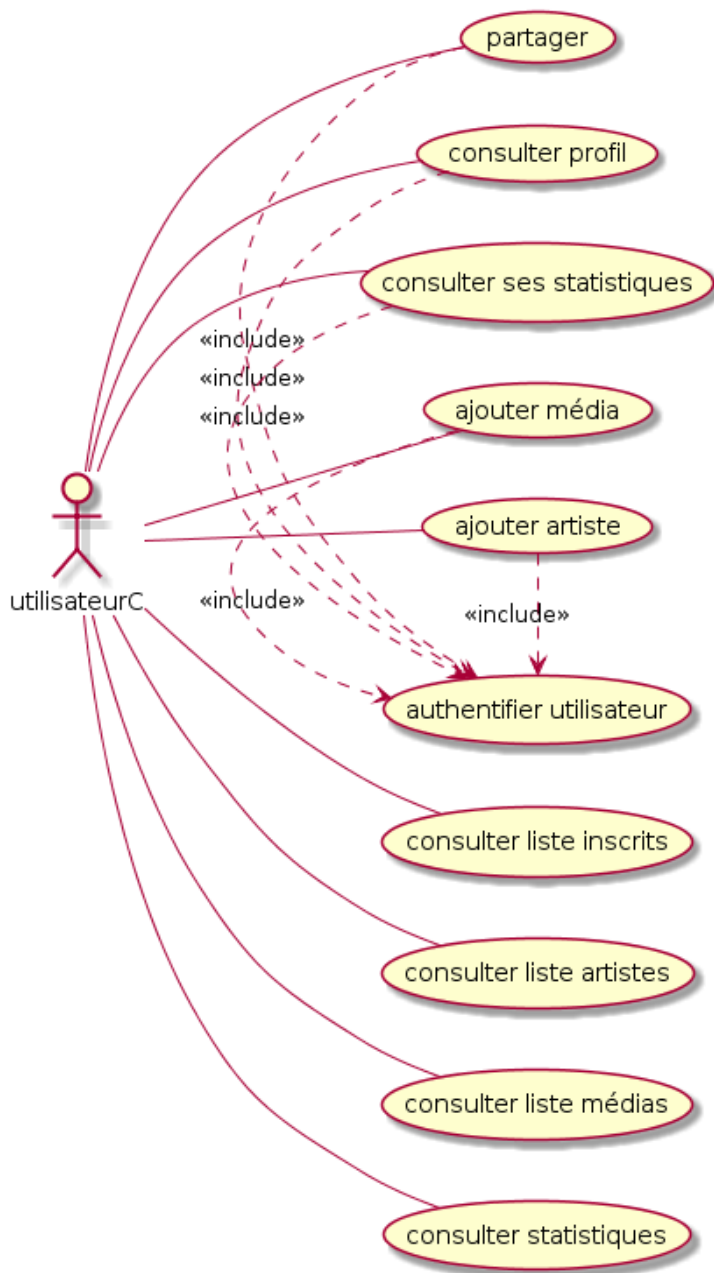 partager
consulter profil
consulter ses statistiques
«include»
«include»
«include»
ajouter média
ajouter artiste
utilisateurC
«include»
«include»
authentifier utilisateur
consulter liste inscrits
consulter liste artistes
consulter liste médias
consulter statistiques